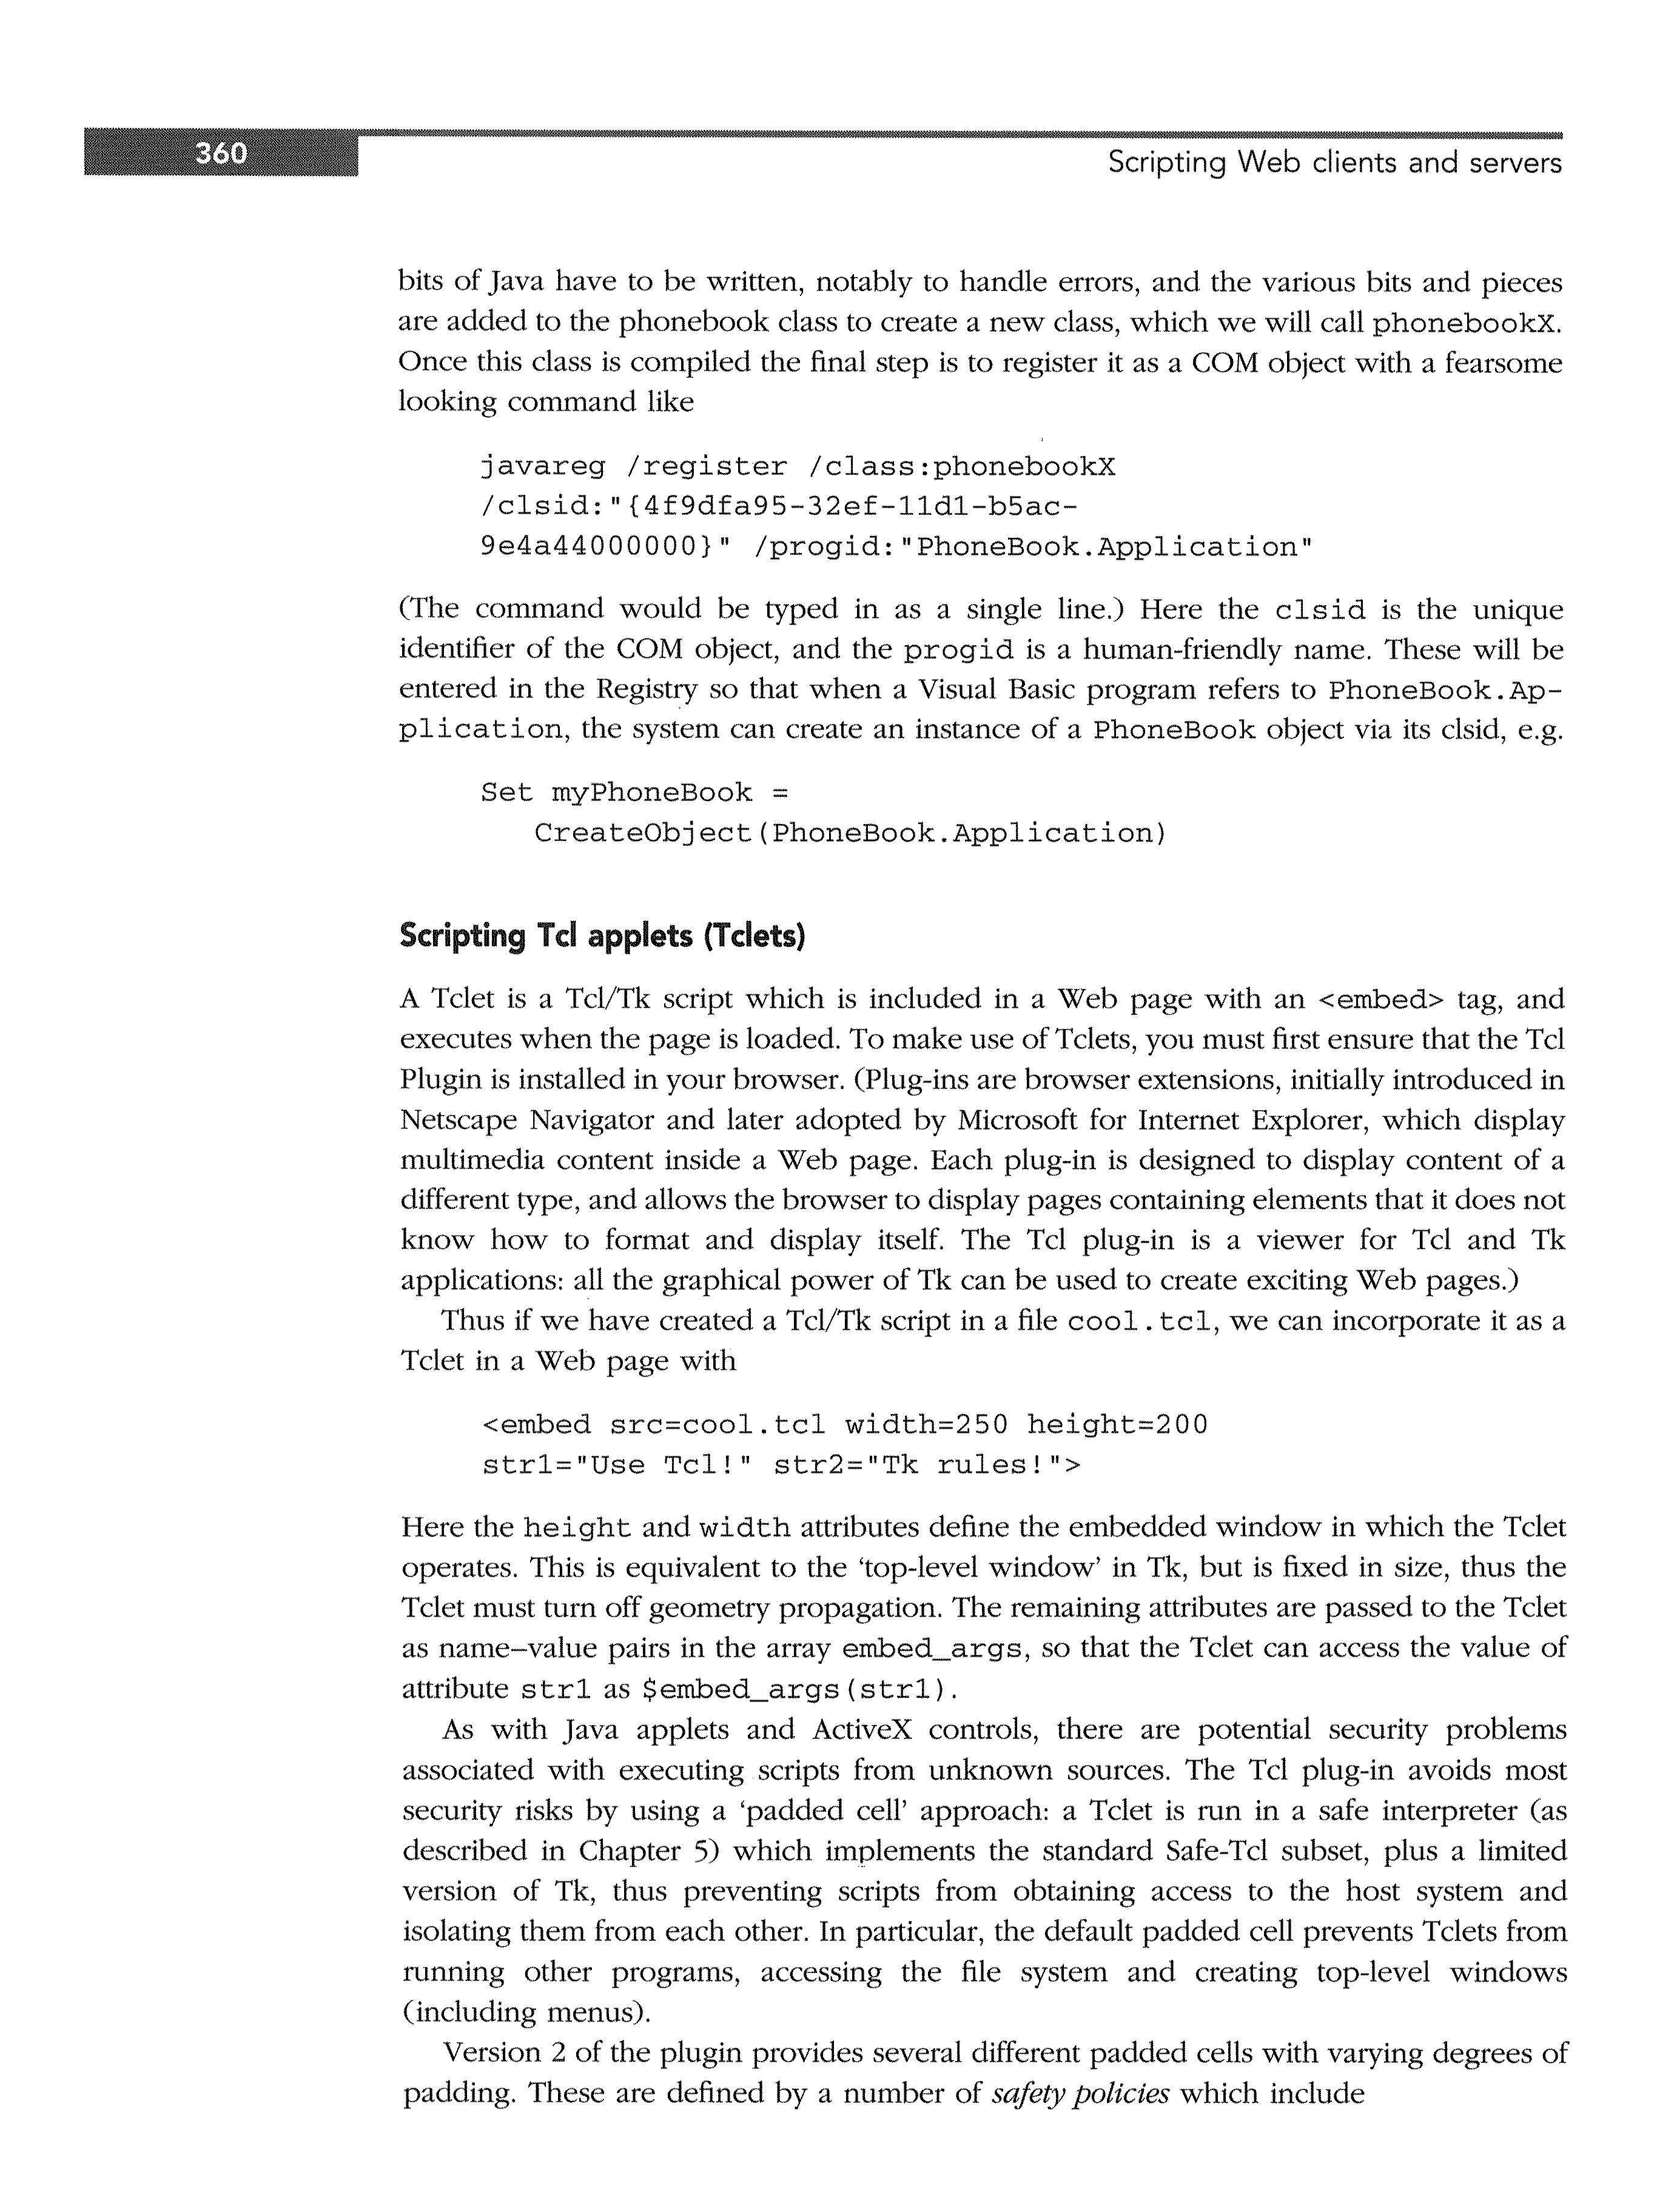 360
Scripting Web clients and servers
bits of Java have to be written, notably to handle errors, and the various bits and pieces
are added to the phonebook class to create a new class, which we will call phonebookX.
Once this class is compiled the final step is to register it as a COM object with a fearsome
looking command like
javareg /register /class:phonebookX
/clsid:"{4f9dfa95-32ef-11d1-b5ac-
9e4a44000000}" /progid:"PhoneBook.Application"
(The command would be typed in as a single line.) Here the clsid is the unique
identifier of the COM object, and the progid is a human-friendly name. These will be
entered in the Registry so that when a Visual Basic program refers to PhoneBook.Ap-
plication, the system can create an instance of a PhoneBook object via its clsid, e.g.
Set myPhoneBook =
CreateObject(PhoneBook.Application)
Scripting Tcl applets (Tclets)
A Tclet is a Tcl/Tk script which is included in a Web page with an <embed> tag, and
executes when the page is loaded. To make use of Tclets, you must first ensure that the Tcl
Plugin is installed in your browser. (Plug-ins are browser extensions, initially introduced in
Netscape Navigator and later adopted by Microsoft for Internet Explorer, which display
multimedia content inside a Web page. Each plug-in is designed to display content of a
different type, and allows the browser to display pages containing elements that it does not
know how to format and display itself. The Tcl plug-in is a viewer for Tcl and Tk
applications: all the graphical power of Tk can be used to create exciting Web pages.)
Thus if we have created a Tcl/Tk script in a file cool.tcl, we can incorporate it as a
Tclet in a Web page with
<embed src=cool.tcl width=250 height=200
str1="Use Tcl!" str2="Tk rules!">
Here the height and width attributes define the embedded window in which the Tclet
operates. This is equivalent to the ‘top-level window’ in Tk, but is fixed in size, thus the
Tclet must turn off geometry propagation. The remaining attributes are passed to the Tclet
as name–value pairs in the array embed_args, so that the Tclet can access the value of
attribute str1 as $embed_args(str1).
As with Java applets and ActiveX controls, there are potential security problems
associated with executing scripts from unknown sources. The Tcl plug-in avoids most
security risks by using a ‘padded cell’ approach: a Tclet is run in a safe interpreter (as
described in Chapter 5) which implements the standard Safe-Tcl subset, plus a limited
version of Tk, thus preventing scripts from obtaining access to the host system and
isolating them from each other. In particular, the default padded cell prevents Tclets from
running other programs, accessing the file system and creating top-level windows
(including menus).
Version 2 of the plugin provides several different padded cells with varying degrees of
padding. These are defined by a number of safety policies which include